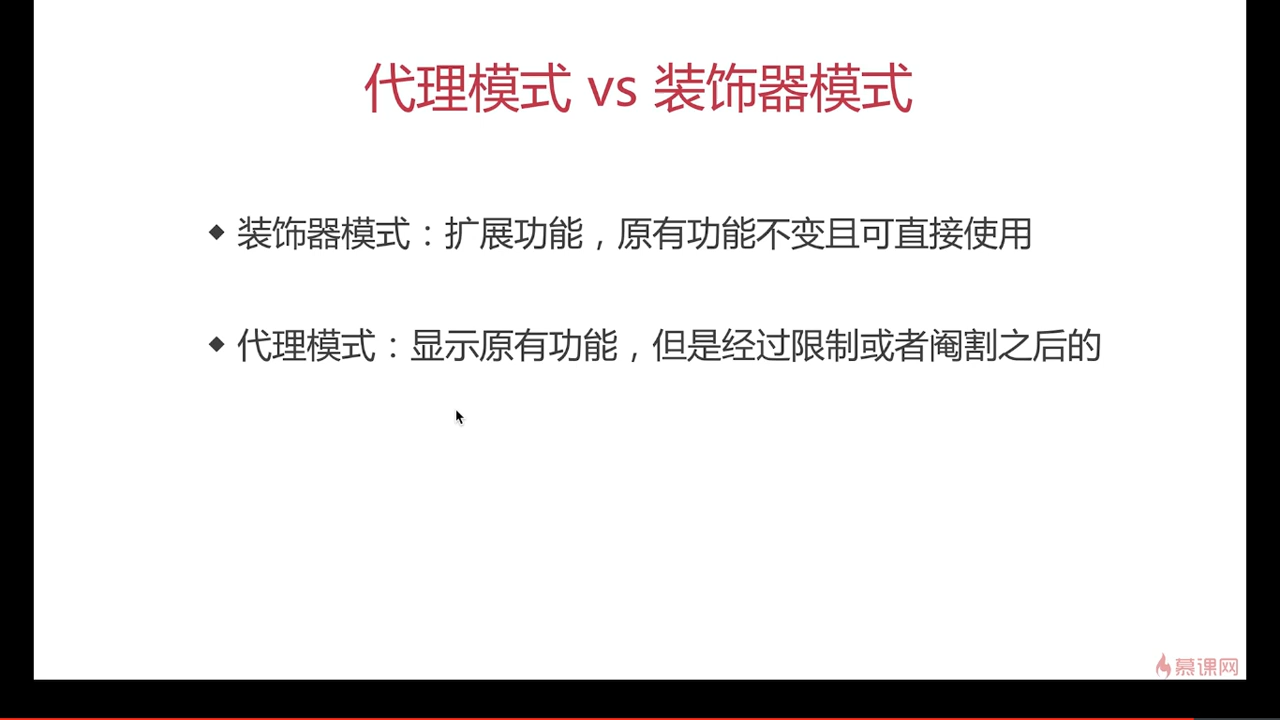 代理模式 vs 装饰器模式
装饰器模式：扩展功能，原有功能不变且可直接使用
代理模式：显示原有功能，但是经过限制或者阉割之后的
慕课网